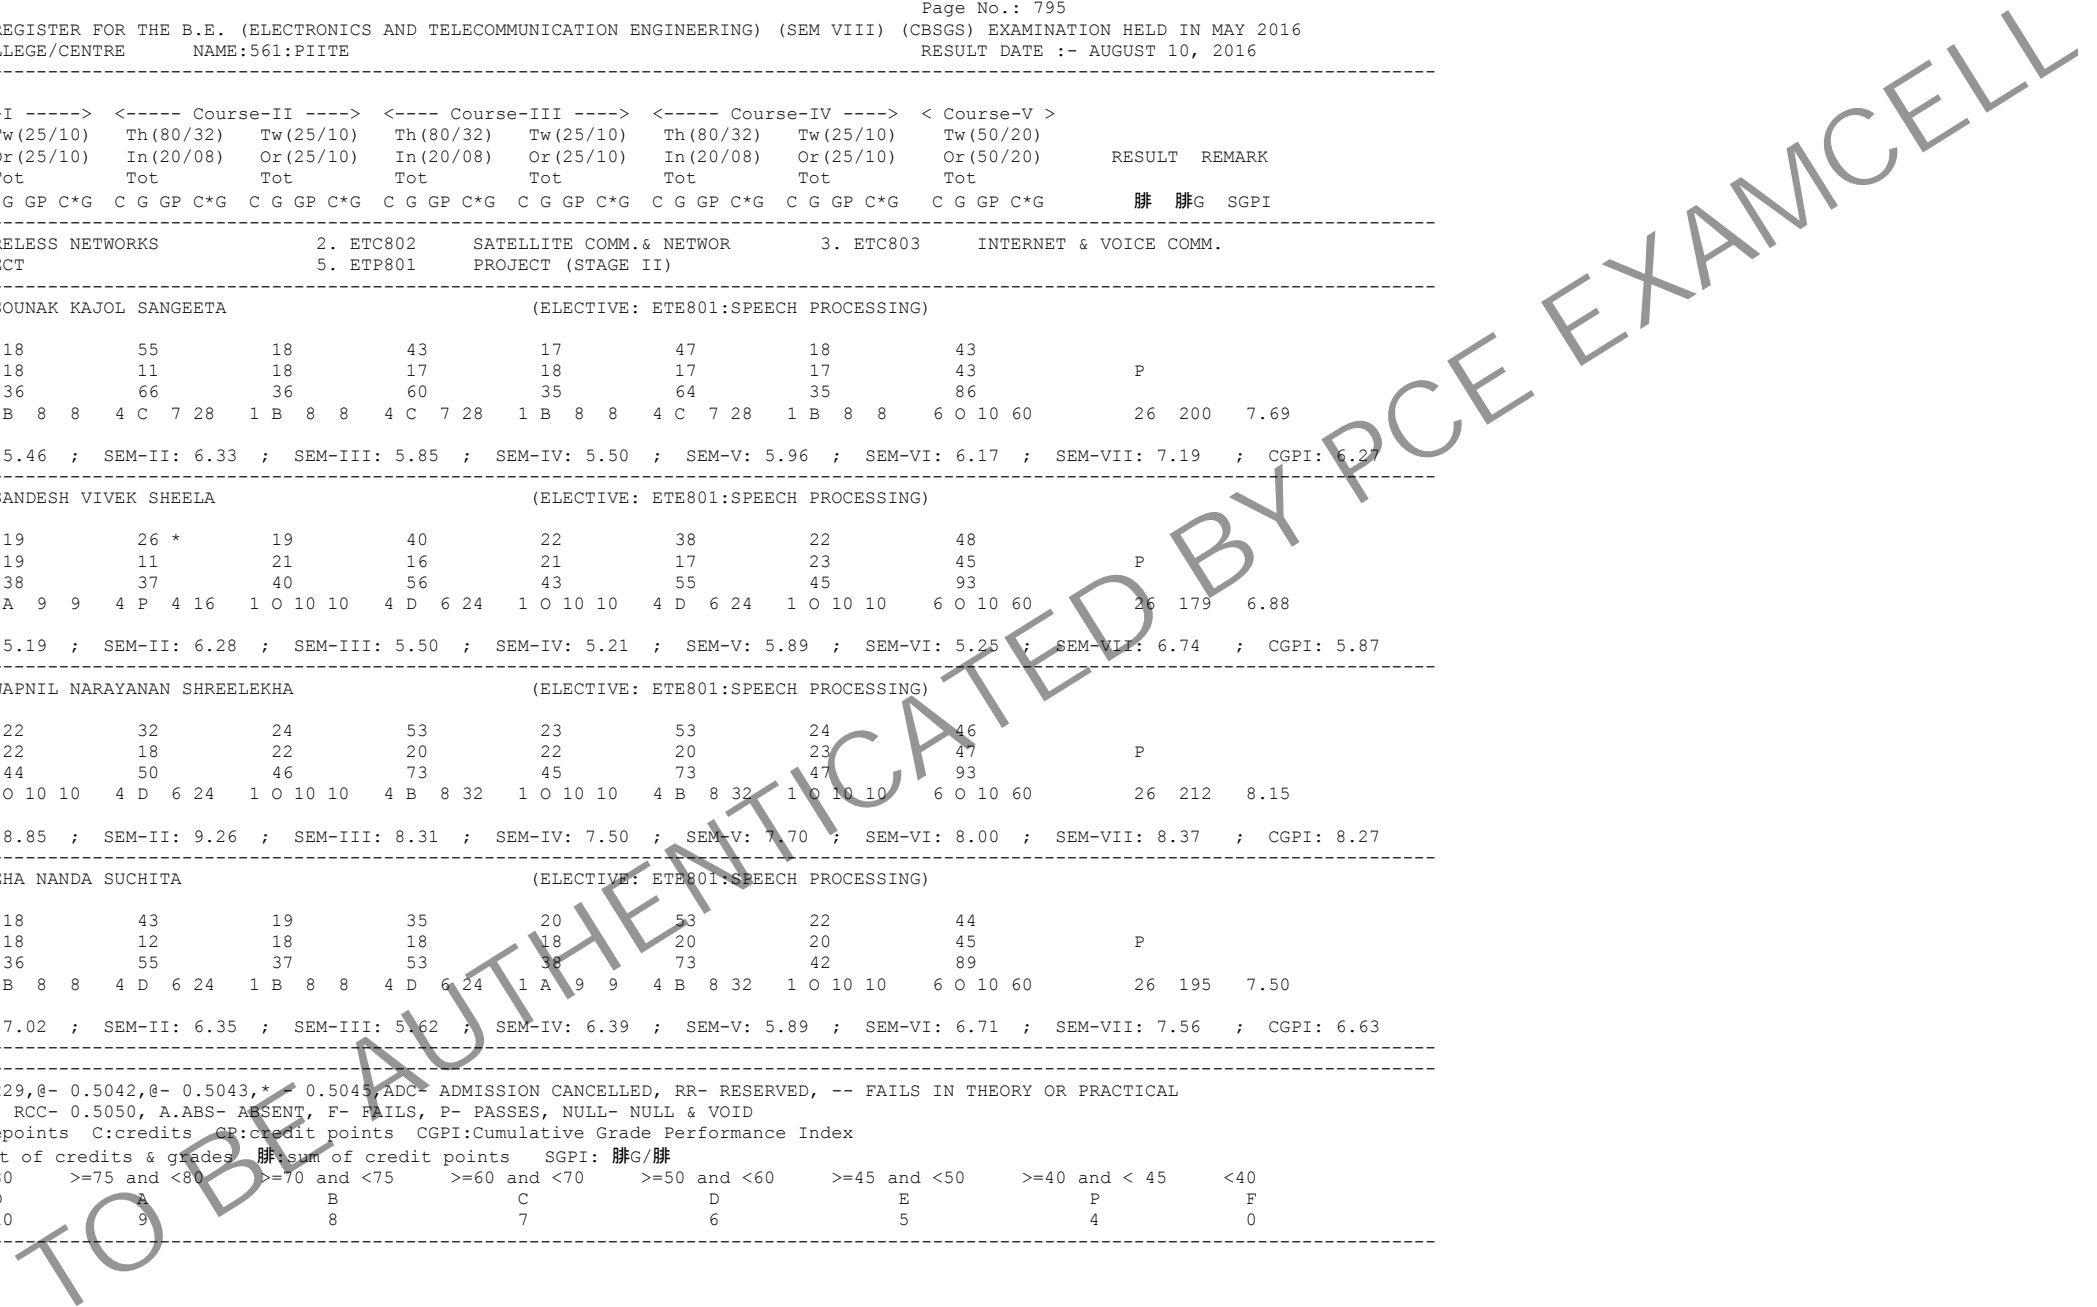 Page No.: 795
REGISTER FOR THE B.E. (ELECTRONICS AND TELECOMMUNICATION ENGINEERING) (SEM VIII) (CBSGS) EXAMINATION HELD IN MAY 2016
LLEGE/CENTRE NAME:561:PIITE RESULT DATE :- AUGUST 10, 2016
-I -----> <----- Course-II ----> <---- Course-III ----> <----- Course-IV ----> < Course-V >
Tw(25/10) Th(80/32) Tw(25/10) Th(80/32) Tw(25/10) Th(80/32) Tw(25/10) Tw(50/20)
Or(25/10) In(20/08) Or(25/10) In(20/08) Or(25/10) In(20/08) Or(25/10) Or(50/20) RESULT REMARK
Tot Tot Tot Tot Tot Tot Tot Tot
G GP C*G C G GP C*G C G GP C*G C G GP C*G C G GP C*G C G GP C*G C G GP C*G C G GP C*G 腓 腓G SGPI
RELESS NETWORKS 2. ETC802 SATELLITE COMM.& NETWOR 3. ETC803 INTERNET & VOICE COMM.
ECT 5. ETP801 PROJECT (STAGE II)
SOUNAK KAJOL SANGEETA (ELECTIVE: ETE801:SPEECH PROCESSING)
18 55 18 43 17 47 18 43
18 11 18 17 18 17 17 43 P
36 66 36 60 35 64 35 86
B 8 8 4 C 7 28 1 B 8 8 4 C 7 28 1 B 8 8 4 C 7 28 1 B 8 8 6 O 10 60 26 200 7.69
5.46 ; SEM-II: 6.33 ; SEM-III: 5.85 ; SEM-IV: 5.50 ; SEM-V: 5.96 ; SEM-VI: 6.17 ; SEM-VII: 7.19 ; CGPI: 6.27
SANDESH VIVEK SHEELA (ELECTIVE: ETE801:SPEECH PROCESSING)
19 26 * 19 40 22 38 22 48
19 11 21 16 21 17 23 45 P
38 37 40 56 43 55 45 93
A 9 9 4 P 4 16 1 O 10 10 4 D 6 24 1 O 10 10 4 D 6 24 1 O 10 10 6 O 10 60 26 179 6.88
5.19 ; SEM-II: 6.28 ; SEM-III: 5.50 ; SEM-IV: 5.21 ; SEM-V: 5.89 ; SEM-VI: 5.25 ; SEM-VII: 6.74 ; CGPI: 5.87
WAPNIL NARAYANAN SHREELEKHA (ELECTIVE: ETE801:SPEECH PROCESSING)
22 32 24 53 23 53 24 46
22 18 22 20 22 20 23 47 P
44 50 46 73 45 73 47 93
O 10 10 4 D 6 24 1 O 10 10 4 B 8 32 1 O 10 10 4 B 8 32 1 O 10 10 6 O 10 60 26 212 8.15
8.85 ; SEM-II: 9.26 ; SEM-III: 8.31 ; SEM-IV: 7.50 ; SEM-V: 7.70 ; SEM-VI: 8.00 ; SEM-VII: 8.37 ; CGPI: 8.27
EHA NANDA SUCHITA (ELECTIVE: ETE801:SPEECH PROCESSING)
18 43 19 35 20 53 22 44
18 12 18 18 18 20 20 45 P
36 55 37 53 38 73 42 89
B 8 8 4 D 6 24 1 B 8 8 4 D 6 24 1 A 9 9 4 B 8 32 1 O 10 10 6 O 10 60 26 195 7.50
7.02 ; SEM-II: 6.35 ; SEM-III: 5.62 ; SEM-IV: 6.39 ; SEM-V: 5.89 ; SEM-VI: 6.71 ; SEM-VII: 7.56 ; CGPI: 6.63
229,@- 0.5042,@- 0.5043,* - 0.5045,ADC- ADMISSION CANCELLED, RR- RESERVED, -- FAILS IN THEORY OR PRACTICAL
RCC- 0.5050, A.ABS- ABSENT, F- FAILS, P- PASSES, NULL- NULL & VOID
epoints C:credits CP:credit points CGPI:Cumulative Grade Performance Index
t of credits & grades 腓:sum of credit points SGPI: 腓G/腓
80 >=75 and <80 >=70 and <75 >=60 and <70 >=50 and <60 >=45 and <50 >=40 and < 45 <40
O A B C D E P F
10 9 8 7 6 5 4 0
TO BE AUTHENTICATED BY PCE EXAMCELL